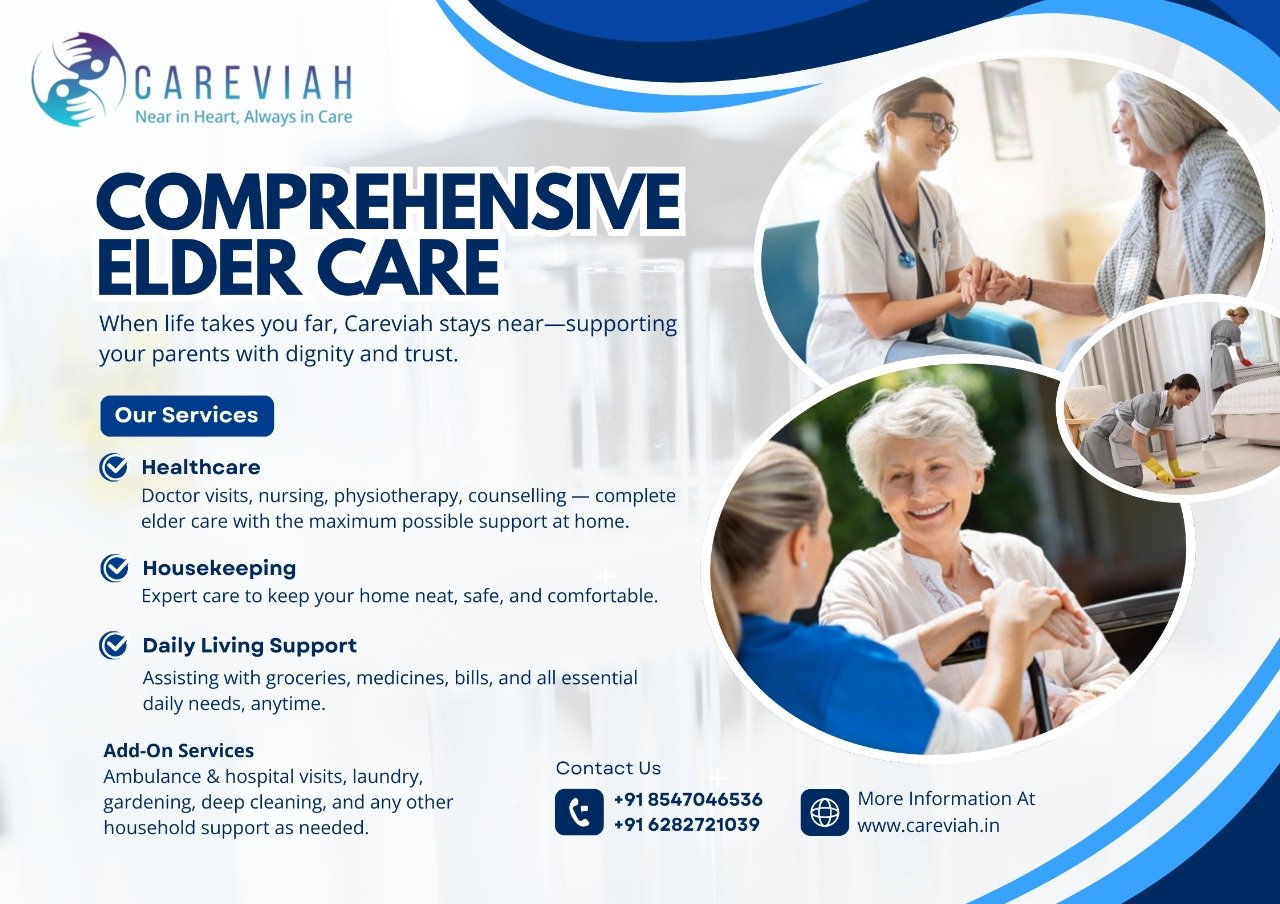 CAREVIAH
Near in Heart, Always in Care
COMPREHENSIVE
ELDER CARE
When life takes you far, Careviah stays near—supporting
your parents with dignity and trust.
Our Services
Healthcare
Doctor visits, nursing, physiotherapy, counselling — complete
elder care with the maximum possible support at home.
Housekeeping
Expert care to keep your home neat, safe, and comfortable.
Daily Living Support
Assisting with groceries, medicines, bills, and all essential
daily needs, anytime.
Add-On Services
Ambulance & hospital visits, laundry,
gardening, deep cleaning, and any other
household support as needed.
Contact Us
+91 8547046536
+91 6282721039
More Information At
www.careviah.in